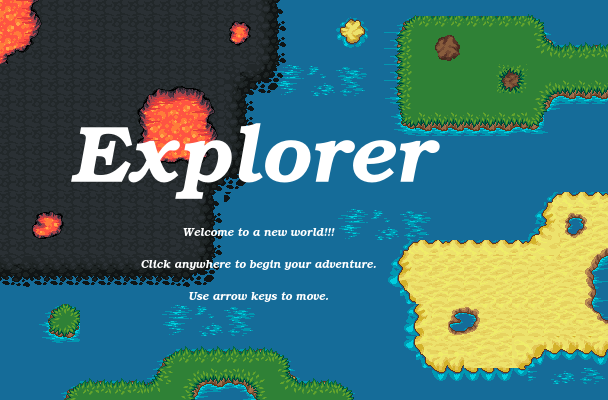 Explorer
Welcome to a new world!!!
Click anywhere to begin your adventure.
Use arrow keys to move.